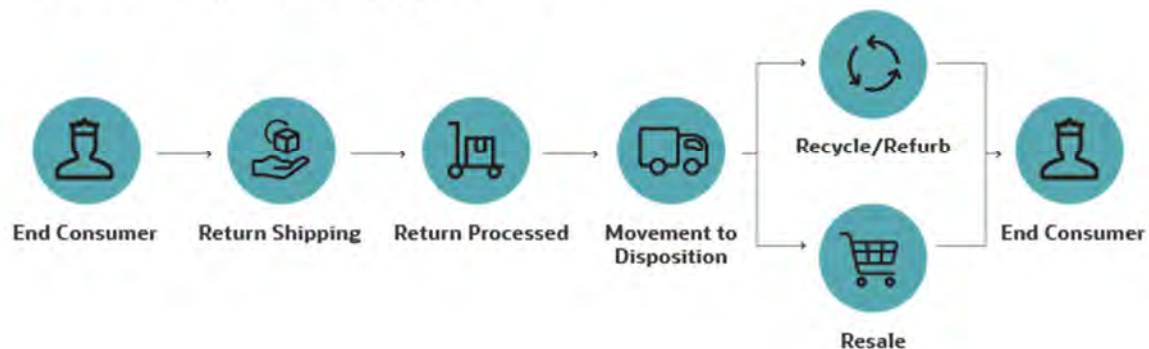 End Consumer
Return Shipping
Return Processed
Movement to
Disposition
Recycle/Refurb
Resale
End Consumer